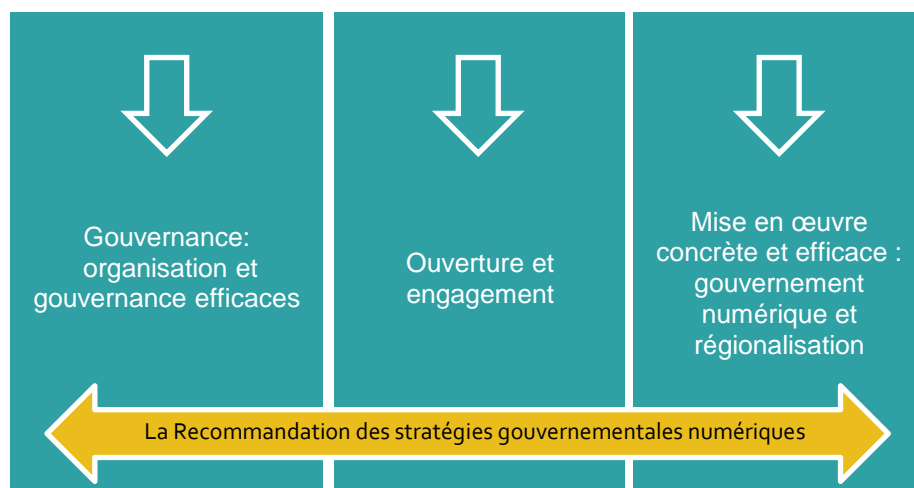 Gouvernance:
organisation et
gouvernance efficaces
Ouverture et
engagement
Mise en œuvre
concrète et efficace :
gouvernement
numérique et
régionalisation
La Recommandation des stratégies gouvernementales numériques